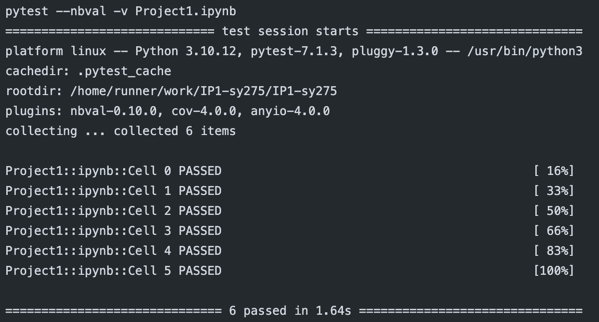 pytest --nbval -v Project1.ipynb
============================= test session starts ==============================
platform linux -- Python 3.10.12, pytest-7.1.3, pluggy-1.3.0 -- /usr/bin/python3
cachedir: .pytest_cache
rootdir: /home/runner/work/IP1-sy275/IP1-sy275
plugins: nbval-0.10.0, cov-4.0.0, anyio-4.0.0
collecting ... collected 6 items
Project1::ipynb::Cell 0 PASSED [ 16%]
Project1::ipynb::Cell 1 PASSED [ 33%]
Project1::ipynb::Cell 2 PASSED [ 50%]
Project1::ipynb::Cell 3 PASSED [ 66%]
Project1::ipynb::Cell 4 PASSED [ 83%]
Project1::ipynb::Cell 5 PASSED [100%]
============================== 6 passed in 1.64s ===============================